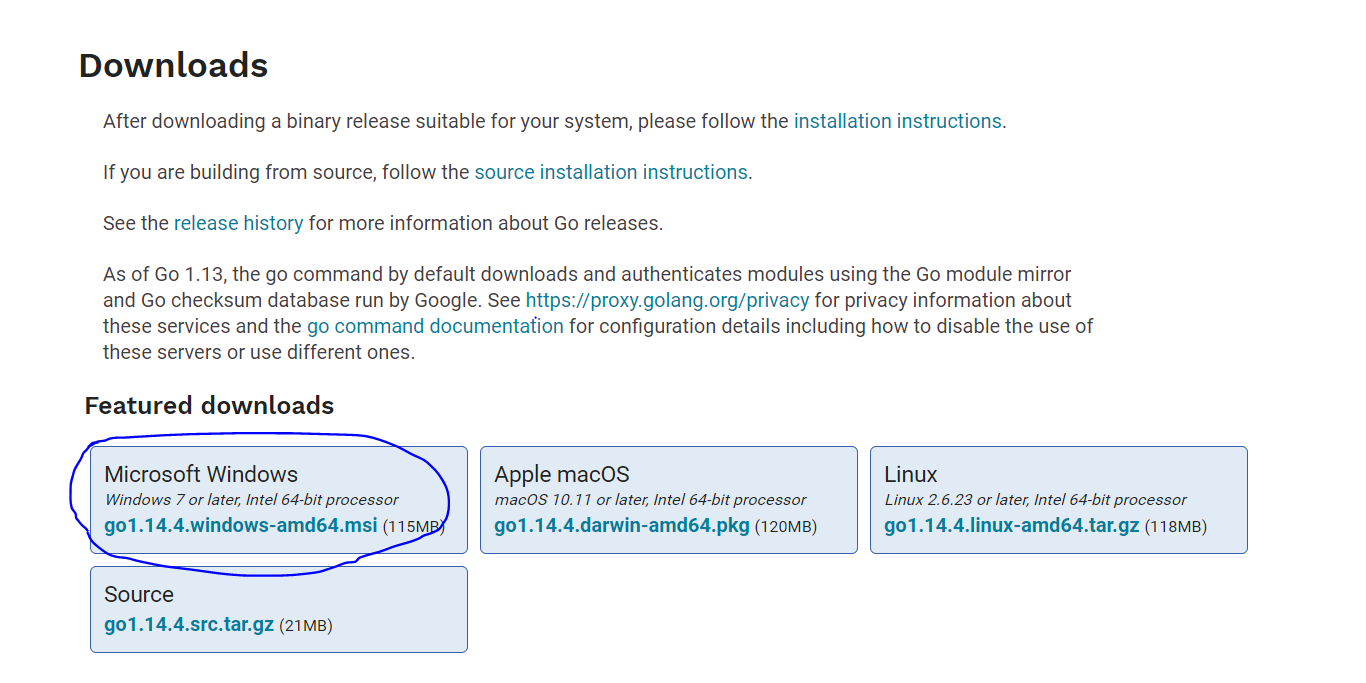 Downloads
After downloading a binary release suitable for your system, please follow the installation instructions.
If you are building from source, follow the source installation instructions.
See the release history for more information about Go releases.
As of Go 1.13, the go command by default downloads and authenticates modules using the Go module mirror
and Go checksum database run by Google. See https://proxy.golang.org/privacy for privacy information about
these services and the go command documentation for configuration details including how to disable the use of
these servers or use different ones.
Featured downloads
Microsoft Windows
Windows 7 or later, Intel 64-bit processor
go1.14.4.windows-amd64.msi (115MB)
Apple macOS
macOS 10.11 or later, Intel 64-bit processor
go1.14.4.darwin-amd64.pkg (120MB)
Linux
Linux 2.6.23 or later, Intel 64-bit processor
go1.14.4.linux-amd64.tar.gz (118MB)
Source
go1.14.4.src.tar.gz (21MB)